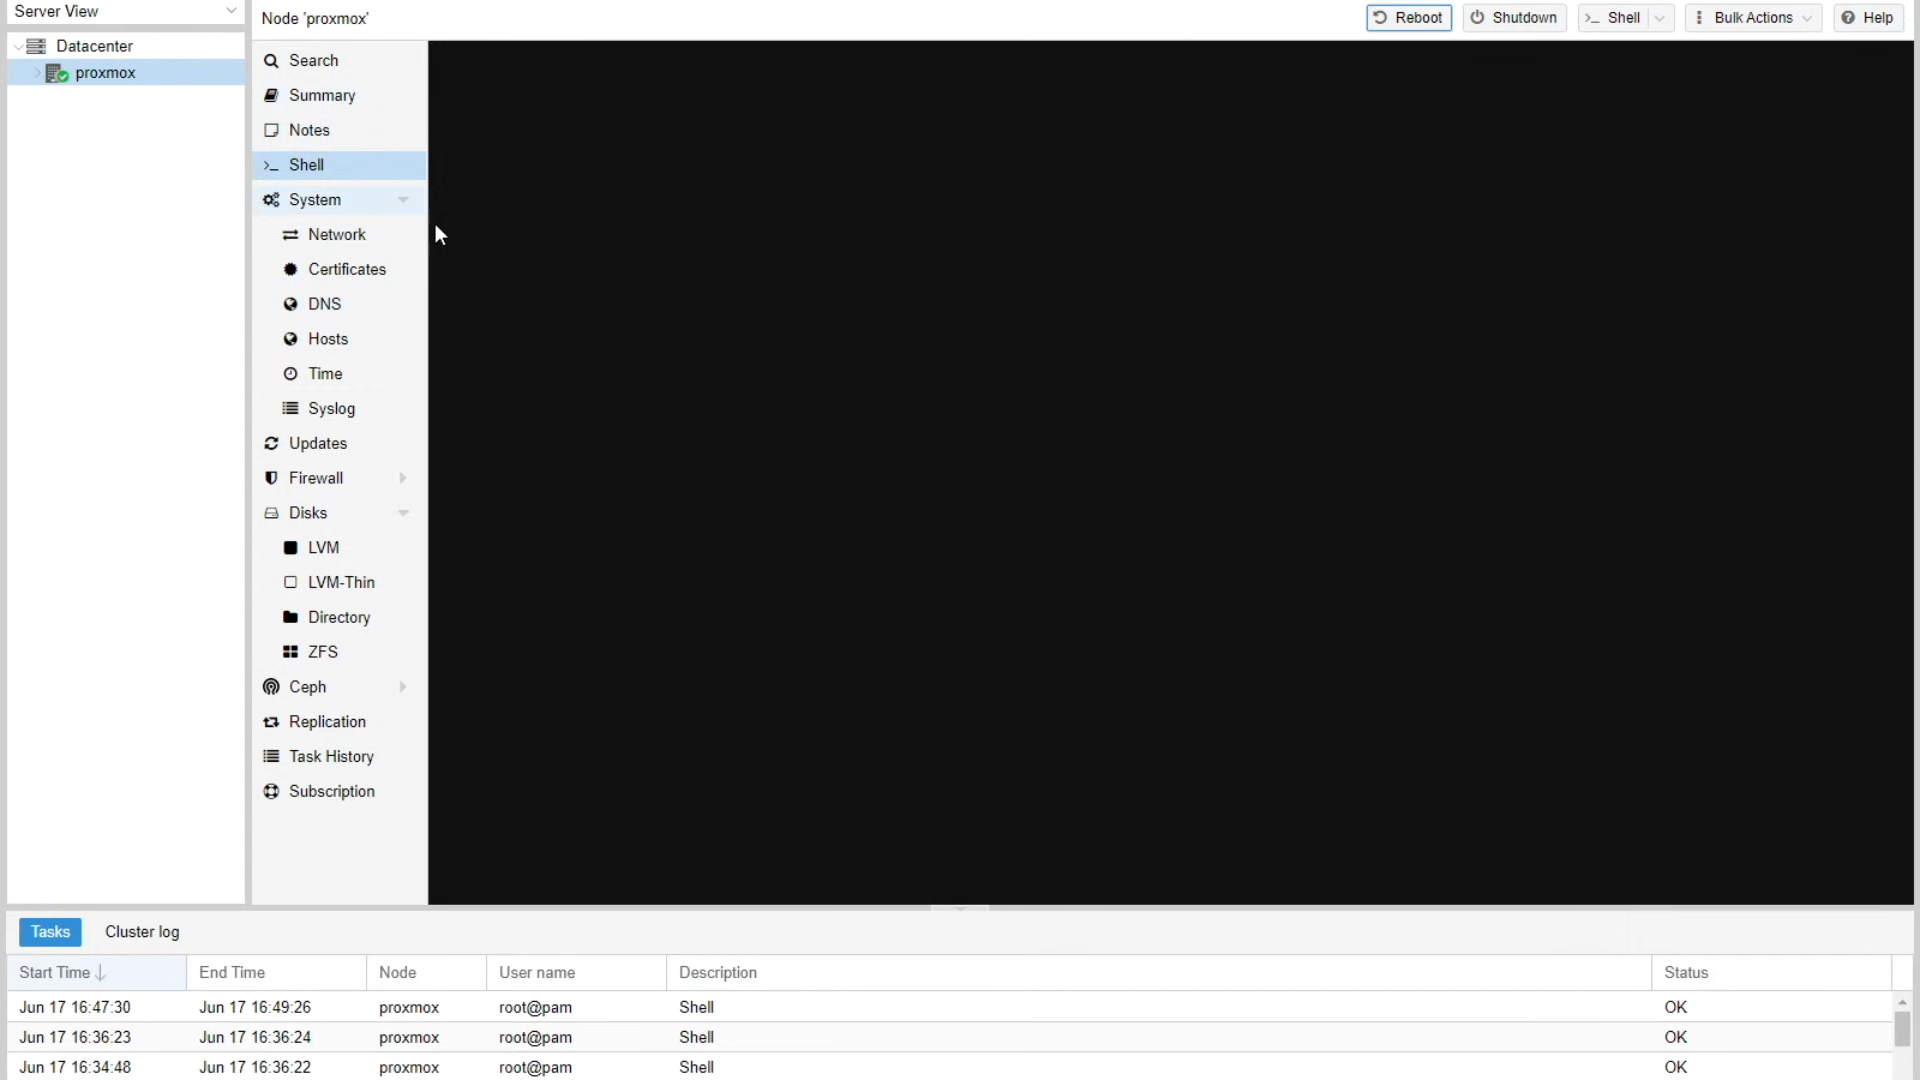 Server View
Node 'proxmox'
Reboot
Shutdown
>_ Shell
Bulk Actions
Help
Datacenter
proxmox
Search
Summary
Notes
>_ Shell
System
Network
Certificates
DNS
Hosts
Time
Syslog
Updates
Firewall
Disks
LVM
LVM-Thin
Directory
ZFS
Ceph
Replication
Task History
Subscription
Tasks Cluster log
Start Time End Time Node User name Description Status
Jun 17 16:47:30 Jun 17 16:49:26 proxmox root@pam Shell OK
Jun 17 16:36:23 Jun 17 16:36:24 proxmox root@pam Shell OK
Jun 17 16:34:48 Jun 17 16:36:22 proxmox root@pam Shell OK